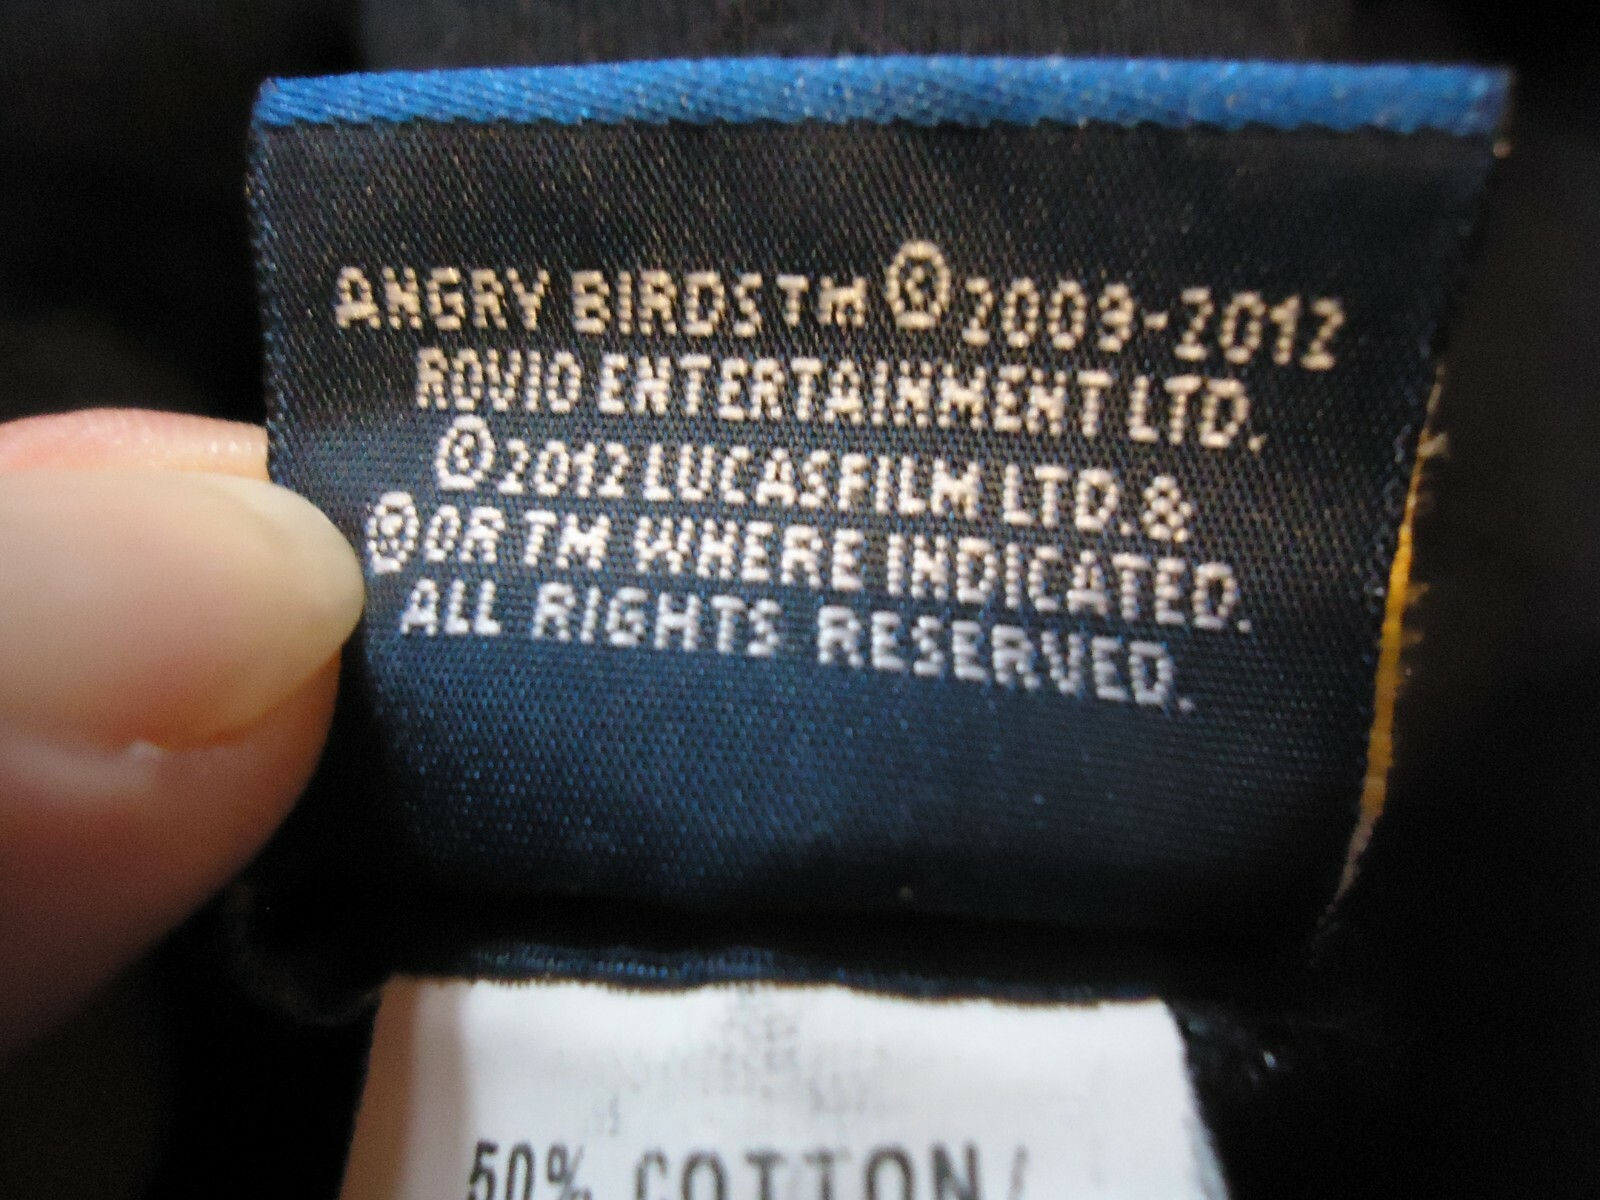 ANGRY BIRDS™ ©2009-2012
ROVIO ENTERTAINMENT LTD.
©2012 LUCASFILM LTD. &
®OR TM WHERE INDICATED.
ALL RIGHTS RESERVED.
50% COTTON/